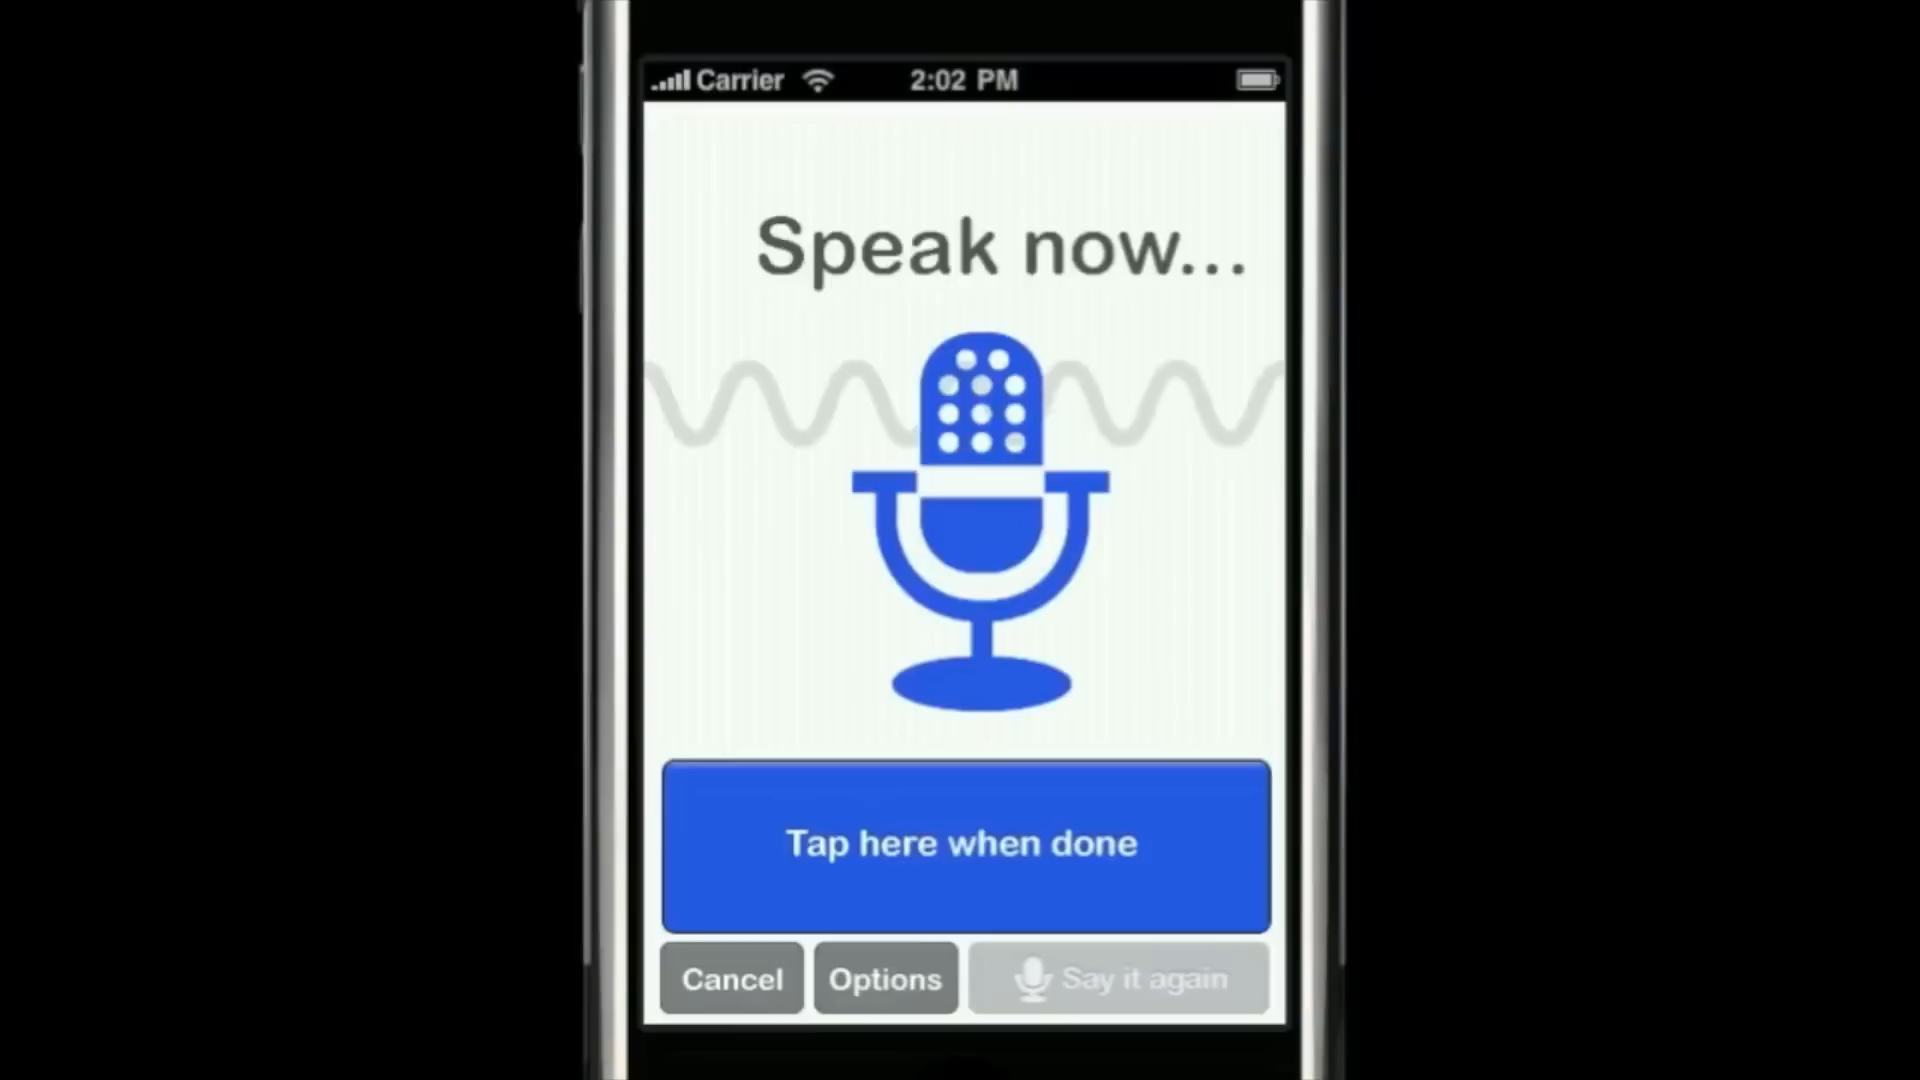 Carrier 2:02 PM
Speak now...
Tap here when done
Cancel Options Say it again